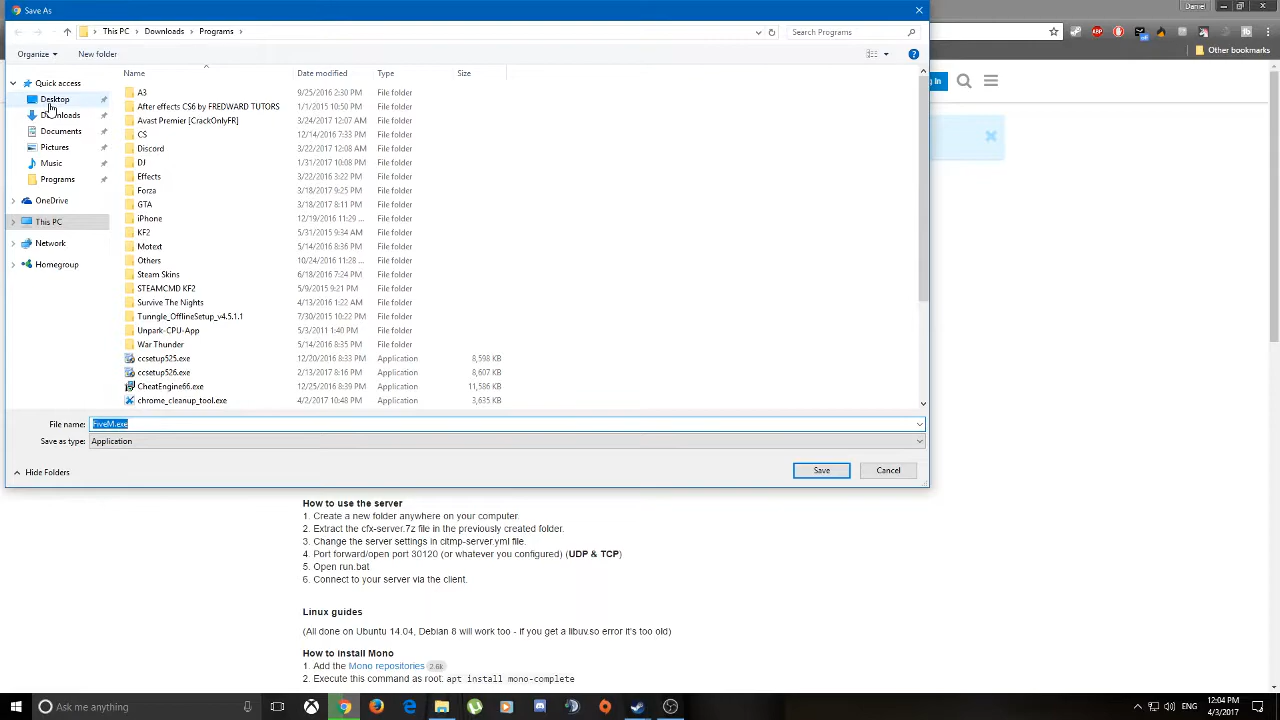 Save As
Daniel
This PC > Downloads > Programs >
Search Programs
Organize
New folder
Other bookmarks
Name
Date modified
Type
Size
Quick access
Desktop
Downloads
Documents
Pictures
Music
Programs
OneDrive
This PC
Network
Homegroup
A3 5/25/2016 2:30 PM File folder
After effects CS6 by FREDWARD TUTORS 1/1/2015 10:50 PM File folder
Avast Premier [CrackOnlyFR] 3/24/2017 12:07 AM File folder
CS 12/14/2016 7:33 PM File folder
Discord 3/22/2017 12:08 AM File folder
DJ 1/31/2017 10:08 PM File folder
Effects 3/22/2016 3:22 PM File folder
Forza 3/18/2017 9:25 PM File folder
GTA 3/18/2017 8:11 PM File folder
iPhone 12/19/2016 11:29 ... File folder
KF2 5/31/2015 9:34 AM File folder
Motext 5/14/2016 8:36 PM File folder
Others 10/24/2016 11:28 ... File folder
Steam Skins 6/18/2016 7:24 PM File folder
STEAMCMD KF2 5/9/2015 9:21 PM File folder
Survive The Nights 4/13/2016 1:22 AM File folder
Tunngle_OfflineSetup_v4.5.1.1 7/30/2015 10:22 PM File folder
Unpark-CPU-App 5/3/2011 1:40 PM File folder
War Thunder 5/14/2016 8:35 PM File folder
ccsetup525.exe 12/20/2016 8:33 PM Application 8,598 KB
ccsetup526.exe 2/13/2017 8:16 PM Application 8,607 KB
CheatEngine66.exe 12/25/2016 8:39 PM Application 11,586 KB
chrome_cleanup_tool.exe 4/2/2017 10:48 PM Application 3,635 KB
File name: FiveM.exe
Save as type: Application
Hide Folders
Save
Cancel
How to use the server
1. Create a new folder anywhere on your computer.
2. Extract the cfx-server.7z file in the previously created folder.
3. Change the server settings in citmp-server.yml file.
4. Port forward/open port 30120 (or whatever you configured) (UDP & TCP)
5. Open run.bat
6. Connect to your server via the client.
Linux guides
(All done on Ubuntu 14.04, Debian 8 will work too - if you get a libuv.so error it's too old)
How to install Mono
1. Add the Mono repositories 2.6k
2. Execute this command as root: apt install mono-complete
Ask me anything
ENG
12:04 PM
4/3/2017